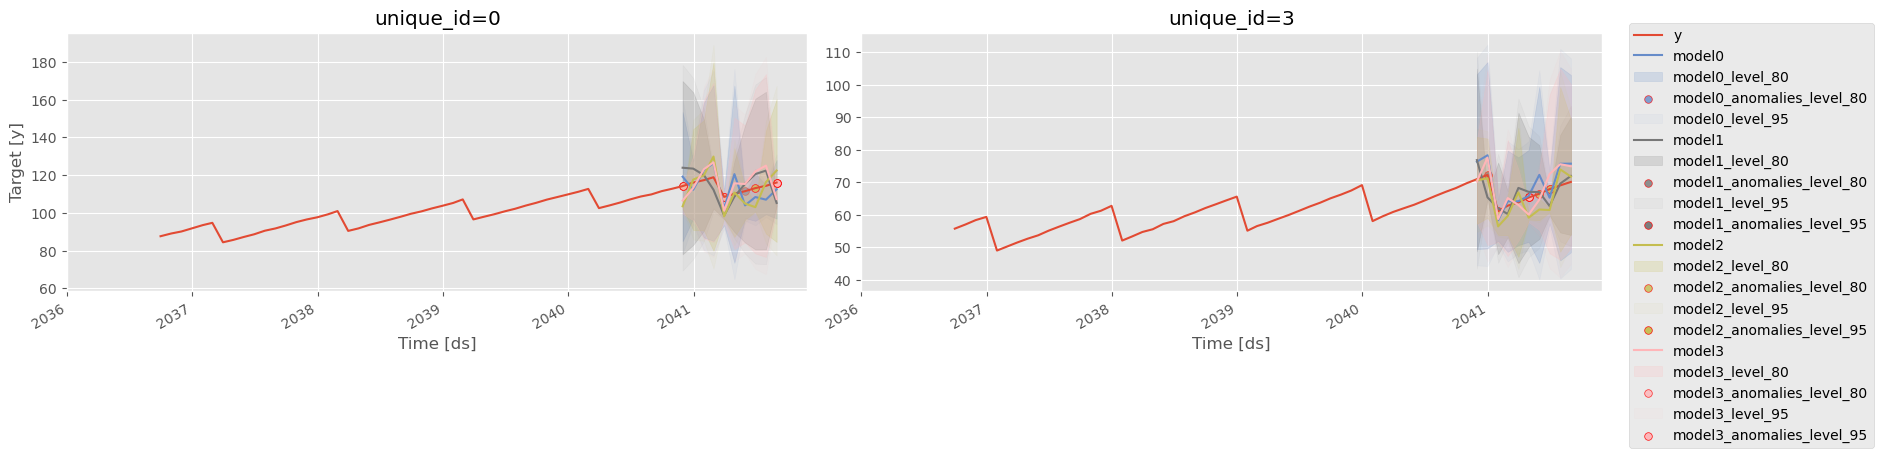 unique_id=0
180
160
140
120
100
80
60
Target [y]
2036
2037
2038
2039
2040
2041
Time [ds]
unique_id=3
110
100
90
80
70
60
50
40
2036
2037
2038
2039
2040
2041
Time [ds]
y
model0
model0_level_80
model0_anomalies_level_80
model0_level_95
model1
model1_level_80
model1_anomalies_level_80
model1_level_95
model1_anomalies_level_95
model2
model2_level_80
model2_anomalies_level_80
model2_level_95
model2_anomalies_level_95
model3
model3_level_80
model3_anomalies_level_80
model3_level_95
model3_anomalies_level_95